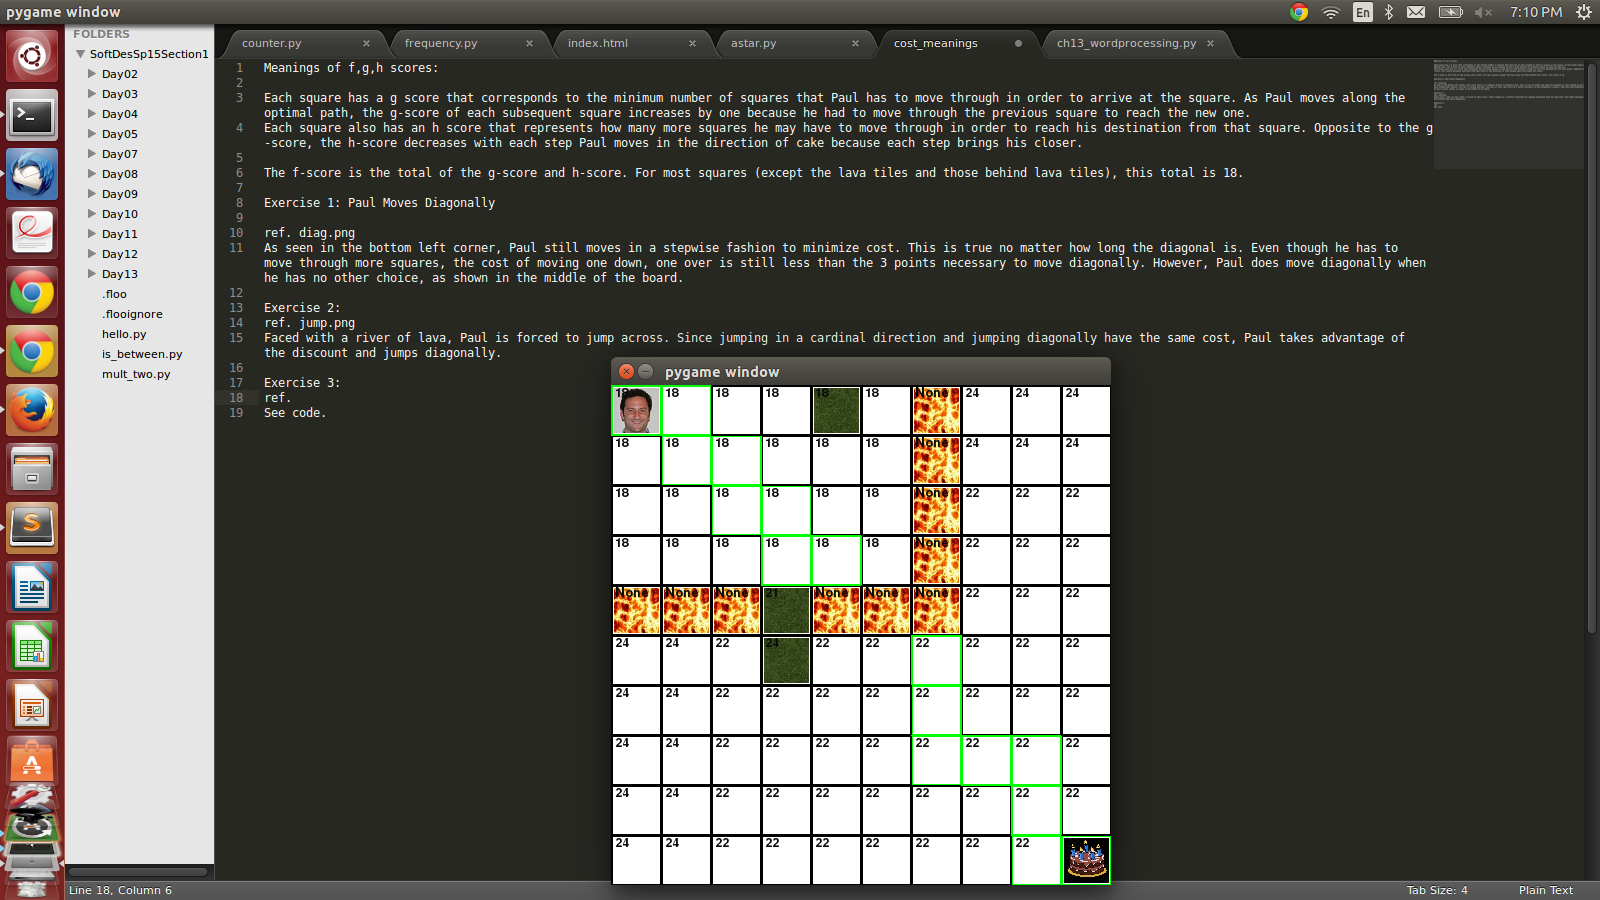 pygame window
En
7:10 PM
FOLDERS
SoftDesSp15Section1
Day02
Day03
Day04
Day05
Day07
Day08
Day09
Day10
Day11
Day12
Day13
.floo
.flooignore
hello.py
is_between.py
mult_two.py
counter.py × frequency.py × index.html × astar.py × cost_meanings ch13_wordprocessing.py ×
1 Meanings of f,g,h scores:
2
3 Each square has a g score that corresponds to the minimum number of squares that Paul has to move through in order to arrive at the square. As Paul moves along the
optimal path, the g-score of each subsequent square increases by one because he had to move through the previous square to reach the new one.
4 Each square also has an h score that represents how many more squares he may have to move through in order to reach his destination from that square. Opposite to the g
-score, the h-score decreases with each step Paul moves in the direction of cake because each step brings his closer.
5
6 The f-score is the total of the g-score and h-score. For most squares (except the lava tiles and those behind lava tiles), this total is 18.
7
8 Exercise 1: Paul Moves Diagonally
9
10 ref. diag.png
11 As seen in the bottom left corner, Paul still moves in a stepwise fashion to minimize cost. This is true no matter how long the diagonal is. Even though he has to
move through more squares, the cost of moving one down, one over is still less than the 3 points necessary to move diagonally. However, Paul does move diagonally when
he has no other choice, as shown in the middle of the board.
12
13 Exercise 2:
14 ref. jump.png
15 Faced with a river of lava, Paul is forced to jump across. Since jumping in a cardinal direction and jumping diagonally have the same cost, Paul takes advantage of
the discount and jumps diagonally.
16
17 Exercise 3:
18 ref.
19 See code.
pygame window
18 18 18 18 18 18 None 24 24 24
18 18 18 18 18 18 None 24 24 24
18 18 18 18 18 18 None 22 22 22
18 18 18 18 18 18 None 22 22 22
None None None 21 None None None 22 22 22
24 24 22 24 22 22 22 22 22 22
24 24 22 22 22 22 22 22 22 22
24 24 22 22 22 22 22 22 22 22
24 24 22 22 22 22 22 22 22 22
24 24 22 22 22 22 22 22 22
Line 18, Column 6
Tab Size: 4
Plain Text